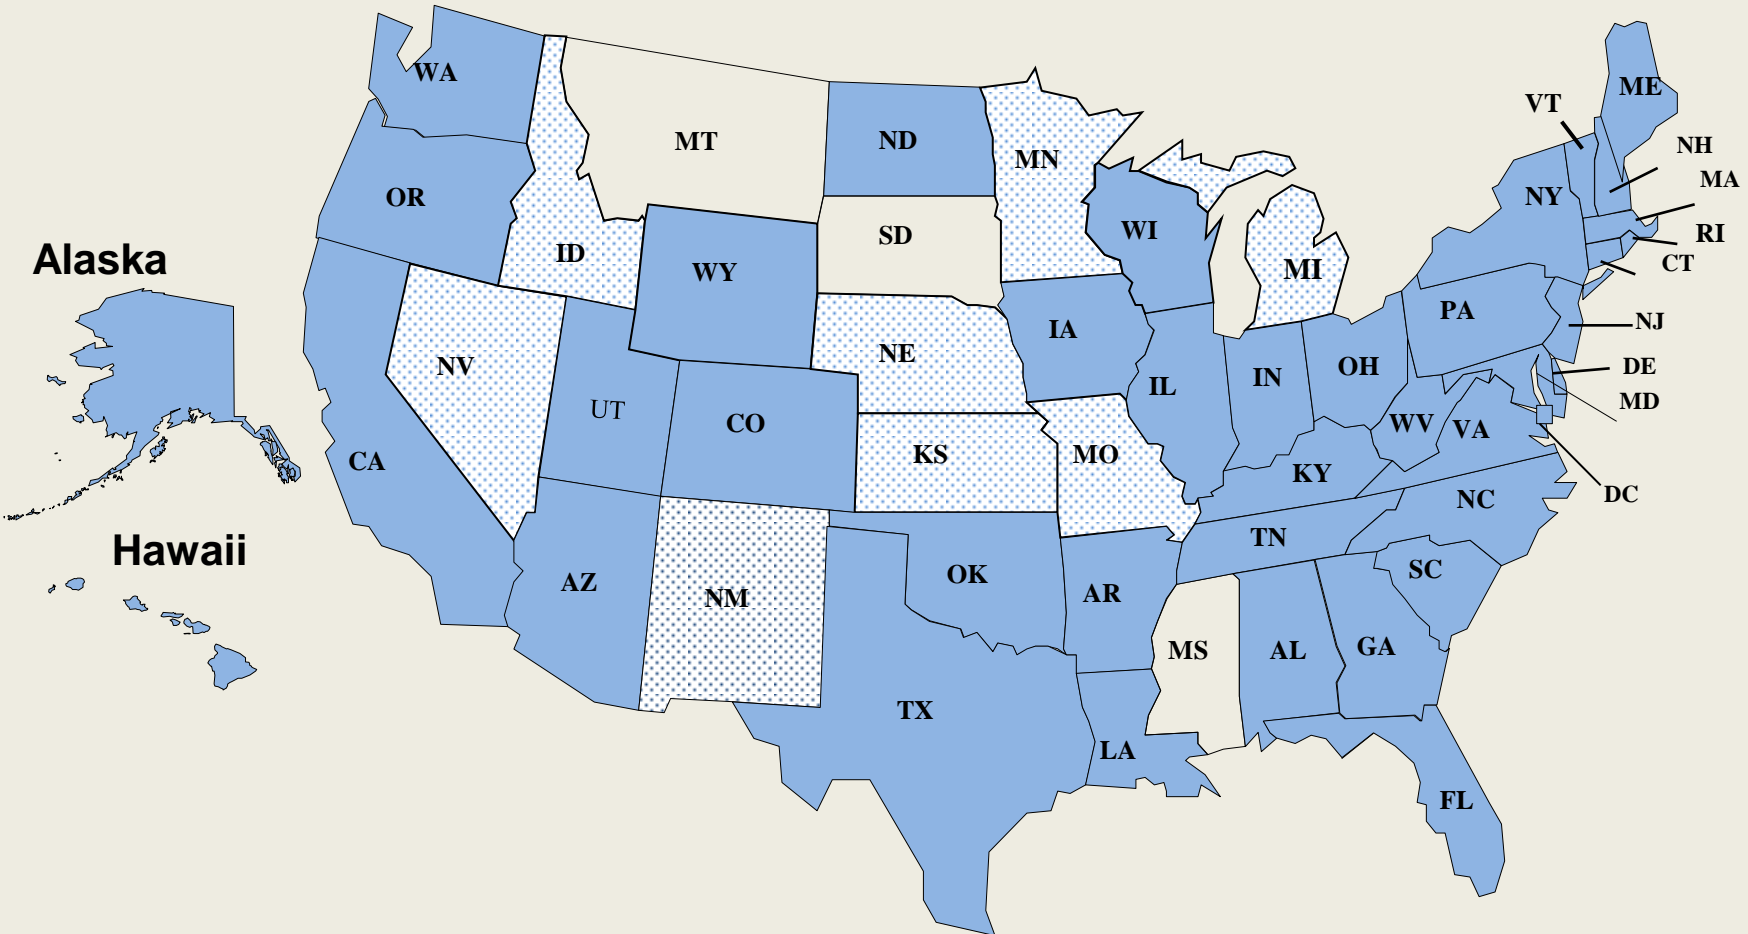 WA
ME
VT
MT
ND
MN
NH
MA
OR
NY
ID
SD
WI
RI
Alaska
WY
MI
CT
PA
NJ
IA
NV
NE
OH
IN
IL
DE
UT
MD
CO
WV
VA
CA
KS
MO
KY
DC
NC
TN
Hawaii
AZ
NM
OK
AR
SC
MS
AL
GA
TX
LA
FL